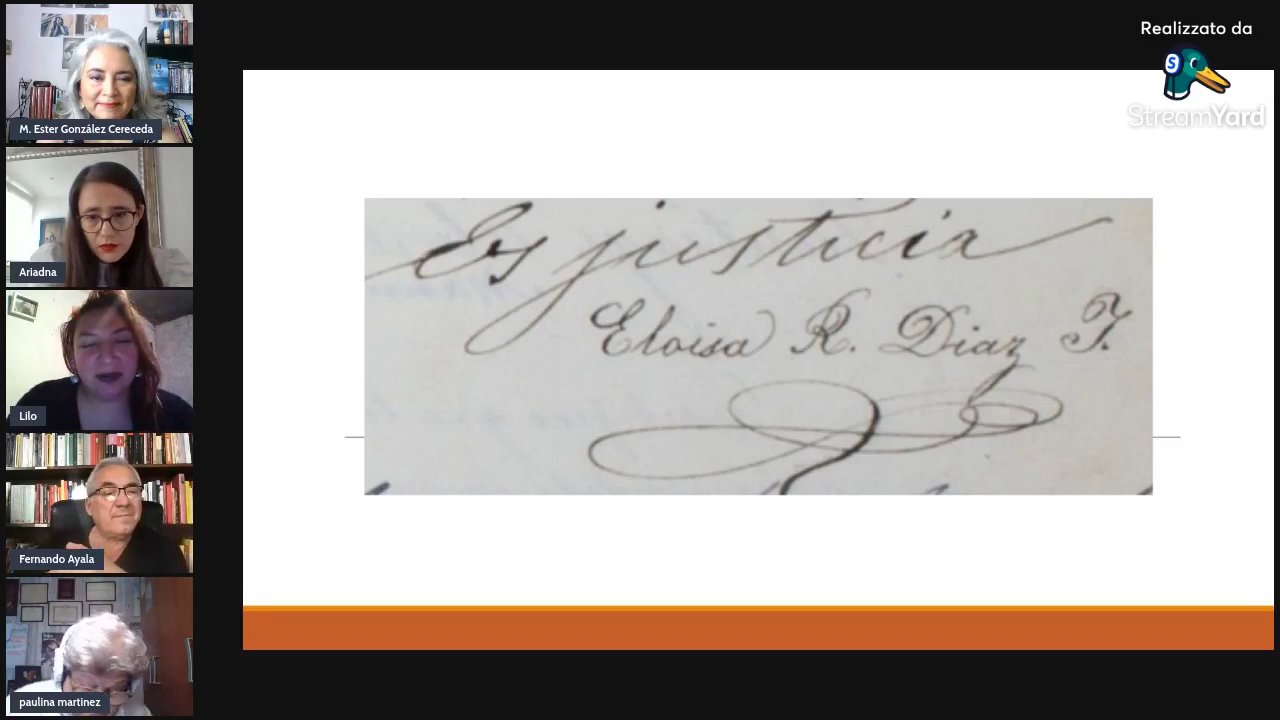 M. Ester González Cereceda
Ariadna
Lilo
Fernando Ayala
paulina martinez
Realizzato da
S
StreamYard
Es justicia
Eloisa R. Diaz I.